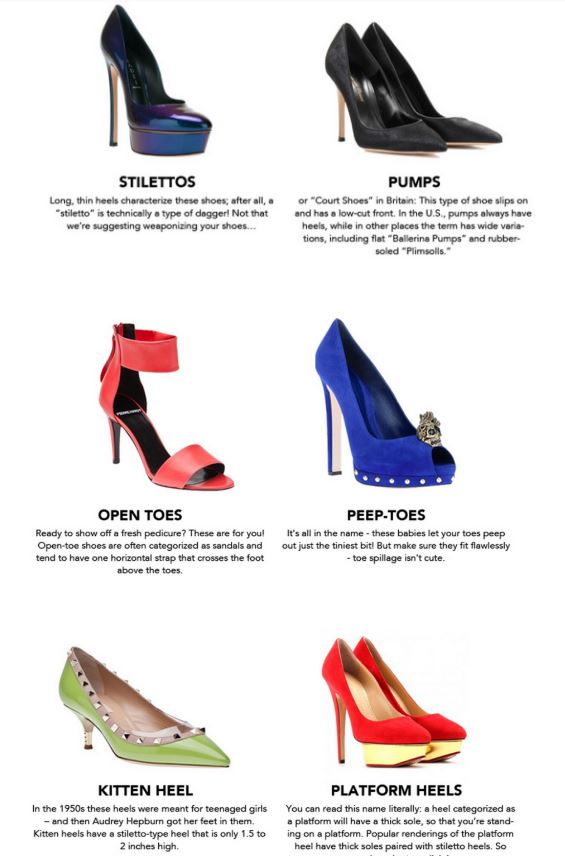 STILETTOS
Long, thin heels characterize these shoes; after all, a
"stiletto" is technically a type of dagger! Not that
we're suggesting weaponizing your shoes...
PUMPS
or "Court Shoes" in Britain: This type of shoe slips on
and has a low-cut front. In the U.S., pumps always have
heels, while in other places the term has wide varia-
tions, including flat "Ballerina Pumps" and rubber-
soled "Plimsolls."
OPEN TOES
Ready to show off a fresh pedicure? These are for you!
Open-toe shoes are often categorized as sandals and
tend to have one horizontal strap that crosses the foot
above the toes.
PEEP-TOES
It's all in the name - these babies let your toes peep
out just the tiniest bit! But make sure they fit flawlessly
- toe spillage isn't cute.
KITTEN HEEL
In the 1950s these heels were meant for teenaged girls
– and then Audrey Hepburn got her feet in them.
Kitten heels have a stiletto-type heel that is only 1.5 to
2 inches high.
PLATFORM HEELS
You can read this name literally: a heel categorized as
a platform will have a thick sole, so that you're stand-
ing on a platform. Popular renderings of the platform
heel have thick soles paired with stiletto heels. So